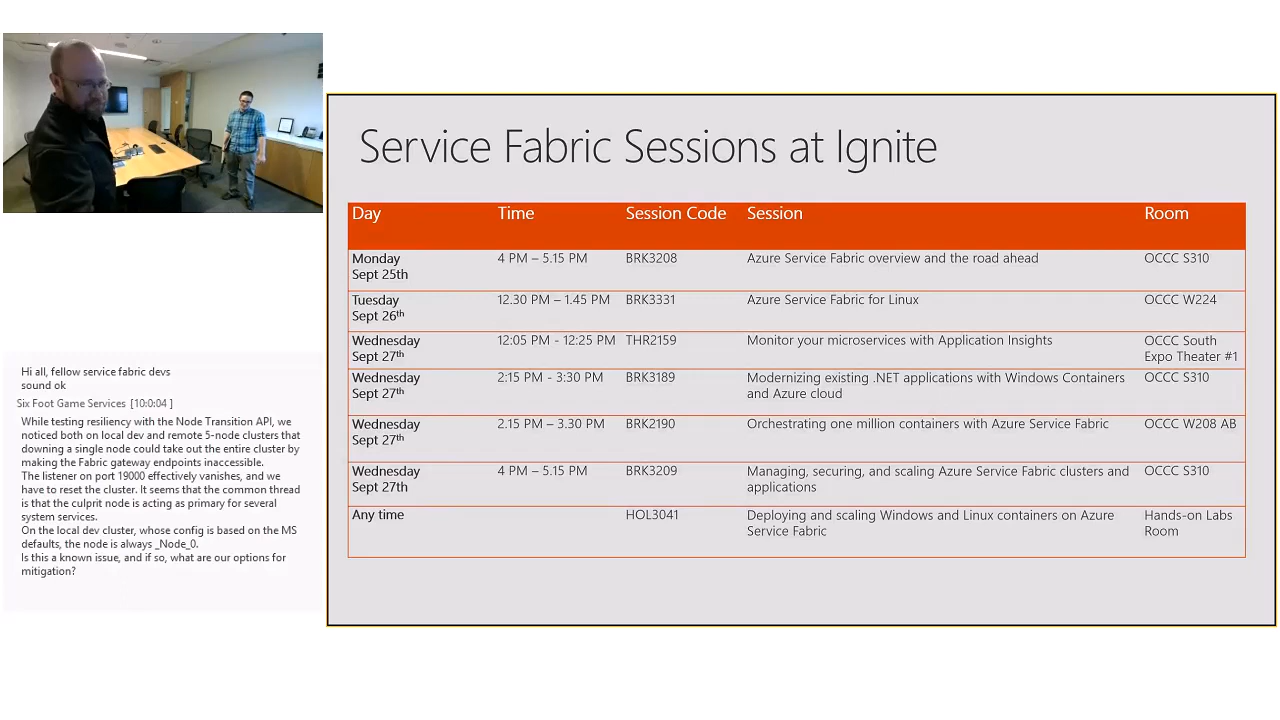 Service Fabric Sessions at Ignite
Day Time Session Code Session Room
Monday 4 PM – 5.15 PM BRK3208 Azure Service Fabric overview and the road ahead OCCC S310
Sept 25th
Tuesday 12.30 PM – 1.45 PM BRK3331 Azure Service Fabric for Linux OCCC W224
Sept 26th
Wednesday 12:05 PM - 12:25 PM THR2159 Monitor your microservices with Application Insights OCCC South
Sept 27th Expo Theater #1
Wednesday 2:15 PM - 3:30 PM BRK3189 Modernizing existing .NET applications with Windows Containers OCCC S310
Sept 27th and Azure cloud
Wednesday 2.15 PM – 3.30 PM BRK2190 Orchestrating one million containers with Azure Service Fabric OCCC W208 AB
Sept 27th
Wednesday 4 PM – 5.15 PM BRK3209 Managing, securing, and scaling Azure Service Fabric clusters and OCCC S310
Sept 27th applications
Any time HOL3041 Deploying and scaling Windows and Linux containers on Azure Hands-on Labs
Service Fabric Room
Hi all, fellow service fabric devs
sound ok
Six Foot Game Services [10:0:04 ]
While testing resiliency with the Node Transition API, we
noticed both on local dev and remote 5-node clusters that
downing a single node could take out the entire cluster by
making the Fabric gateway endpoints inaccessible.
The listener on port 19000 effectively vanishes, and we
have to reset the cluster. It seems that the common thread
is that the culprit node is acting as primary for several
system services.
On the local dev cluster, whose config is based on the MS
defaults, the node is always _Node_0.
Is this a known issue, and if so, what are our options for
mitigation?